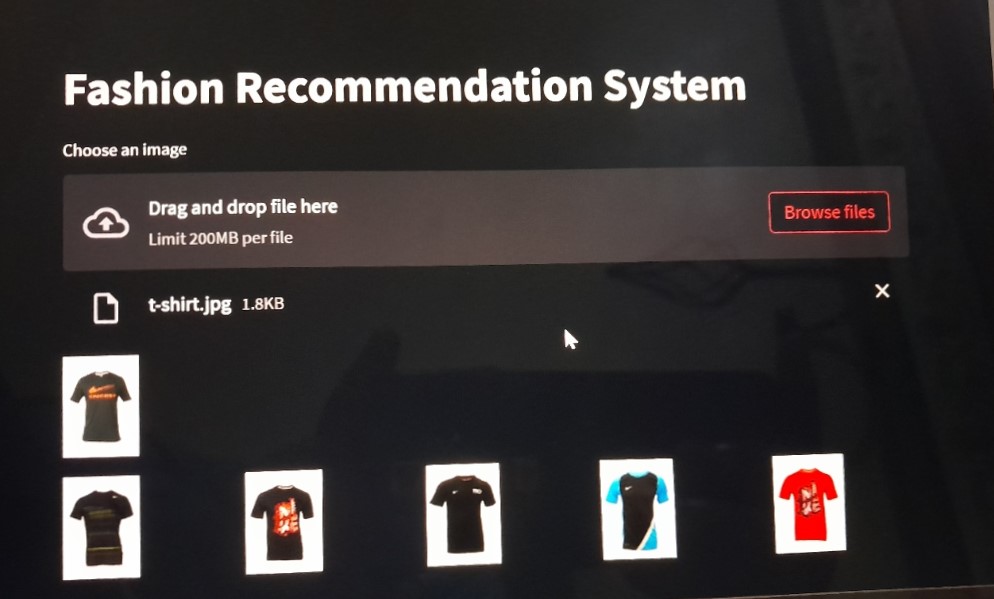 Fashion Recommendation System
Choose an image
Drag and drop file here
Limit 200MB per file
Browse files
t-shirt.jpg 1.8KB